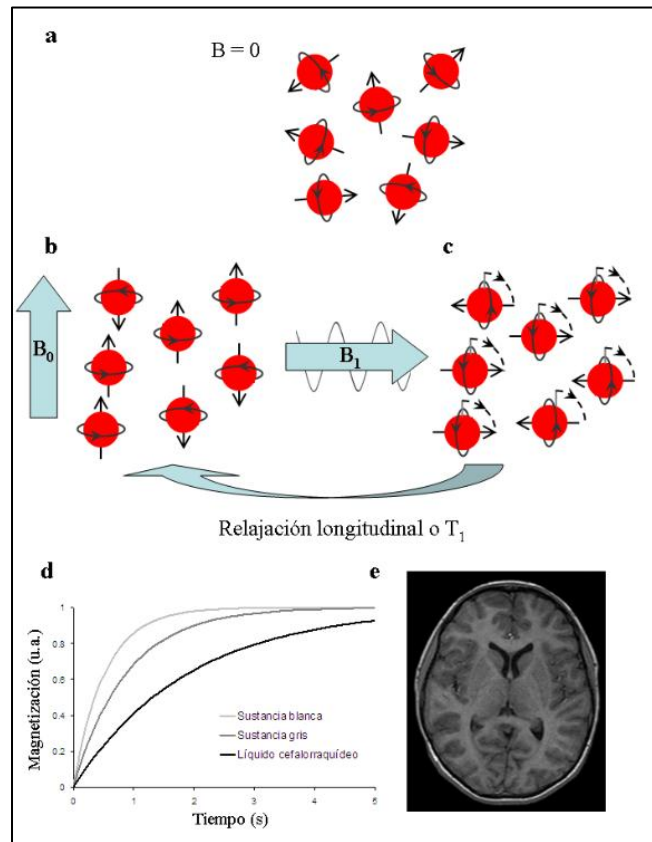 a
B = 0
b
c
B₀
B₁
Relajación longitudinal o T₁
d
e
Magnetización (u.a.)
1
0.8
0.6
0.4
0.2
0
Sustancia blanca
Sustancia gris
Líquido cefalorraquídeo
0 1 2 3 4 5
Tiempo (s)